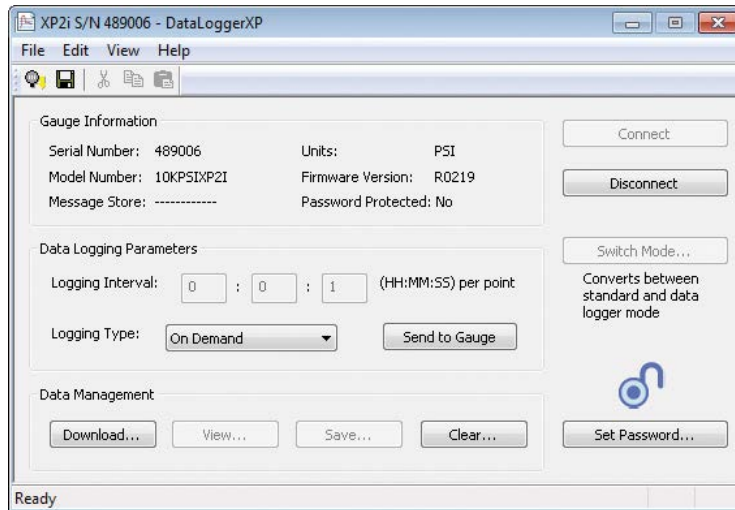 XP2i S/N 489006 - DataLoggerXP
File Edit View Help
Gauge Information
Serial Number: 489006 Units: PSI
Model Number: 10KPSIXP2I Firmware Version: R0219
Message Store: ------------ Password Protected: No
Connect
Disconnect
Data Logging Parameters
Logging Interval: 0 : 0 : 1 (HH:MM:SS) per point
Logging Type: On Demand Send to Gauge
Switch Mode...
Converts between
standard and data
logger mode
Data Management
Download... View... Save... Clear...
Set Password...
Ready